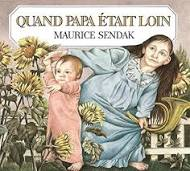 QUAND PAPA ÉTAIT LOIN
MAURICE SENDAK